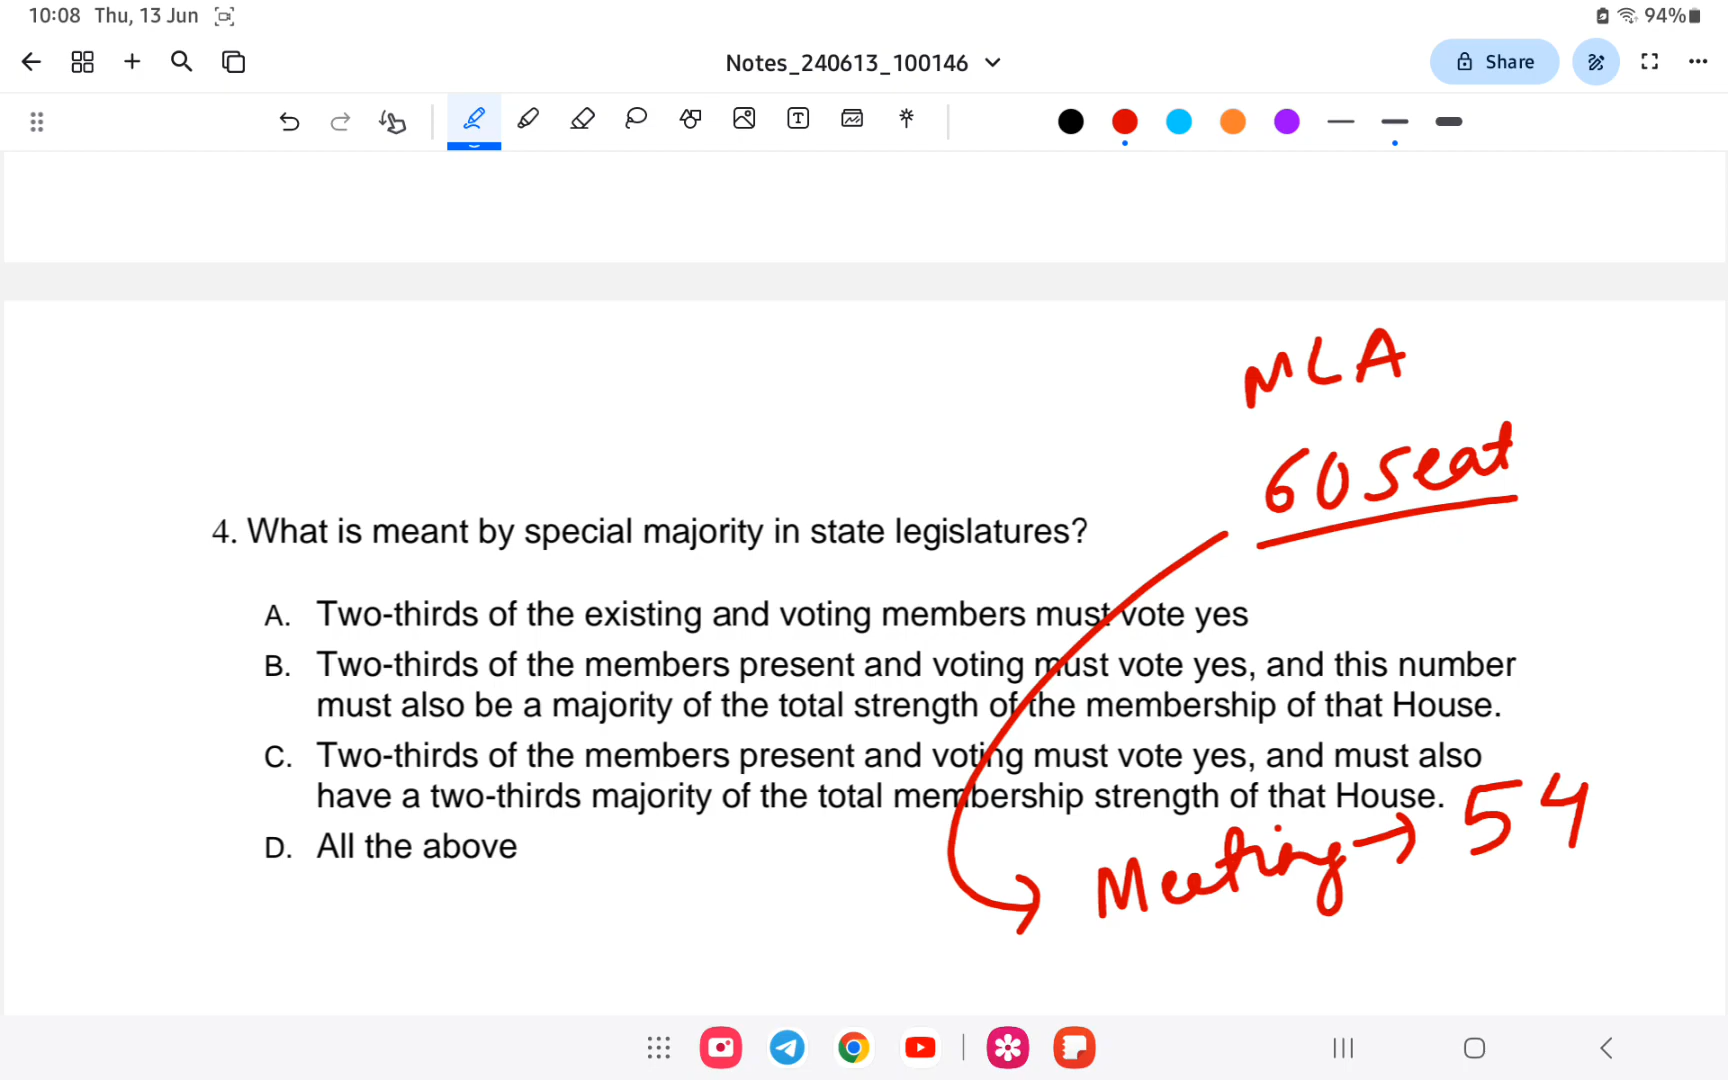 10:08 Thu, 13 Jun
94%
Notes_240613_100146
Share
MLA
60 seat
4. What is meant by special majority in state legislatures?
A. Two-thirds of the existing and voting members must vote yes
B. Two-thirds of the members present and voting must vote yes, and this number
must also be a majority of the total strength of the membership of that House.
C. Two-thirds of the members present and voting must vote yes, and must also
have a two-thirds majority of the total membership strength of that House.
Meeting → 54
D. All the above